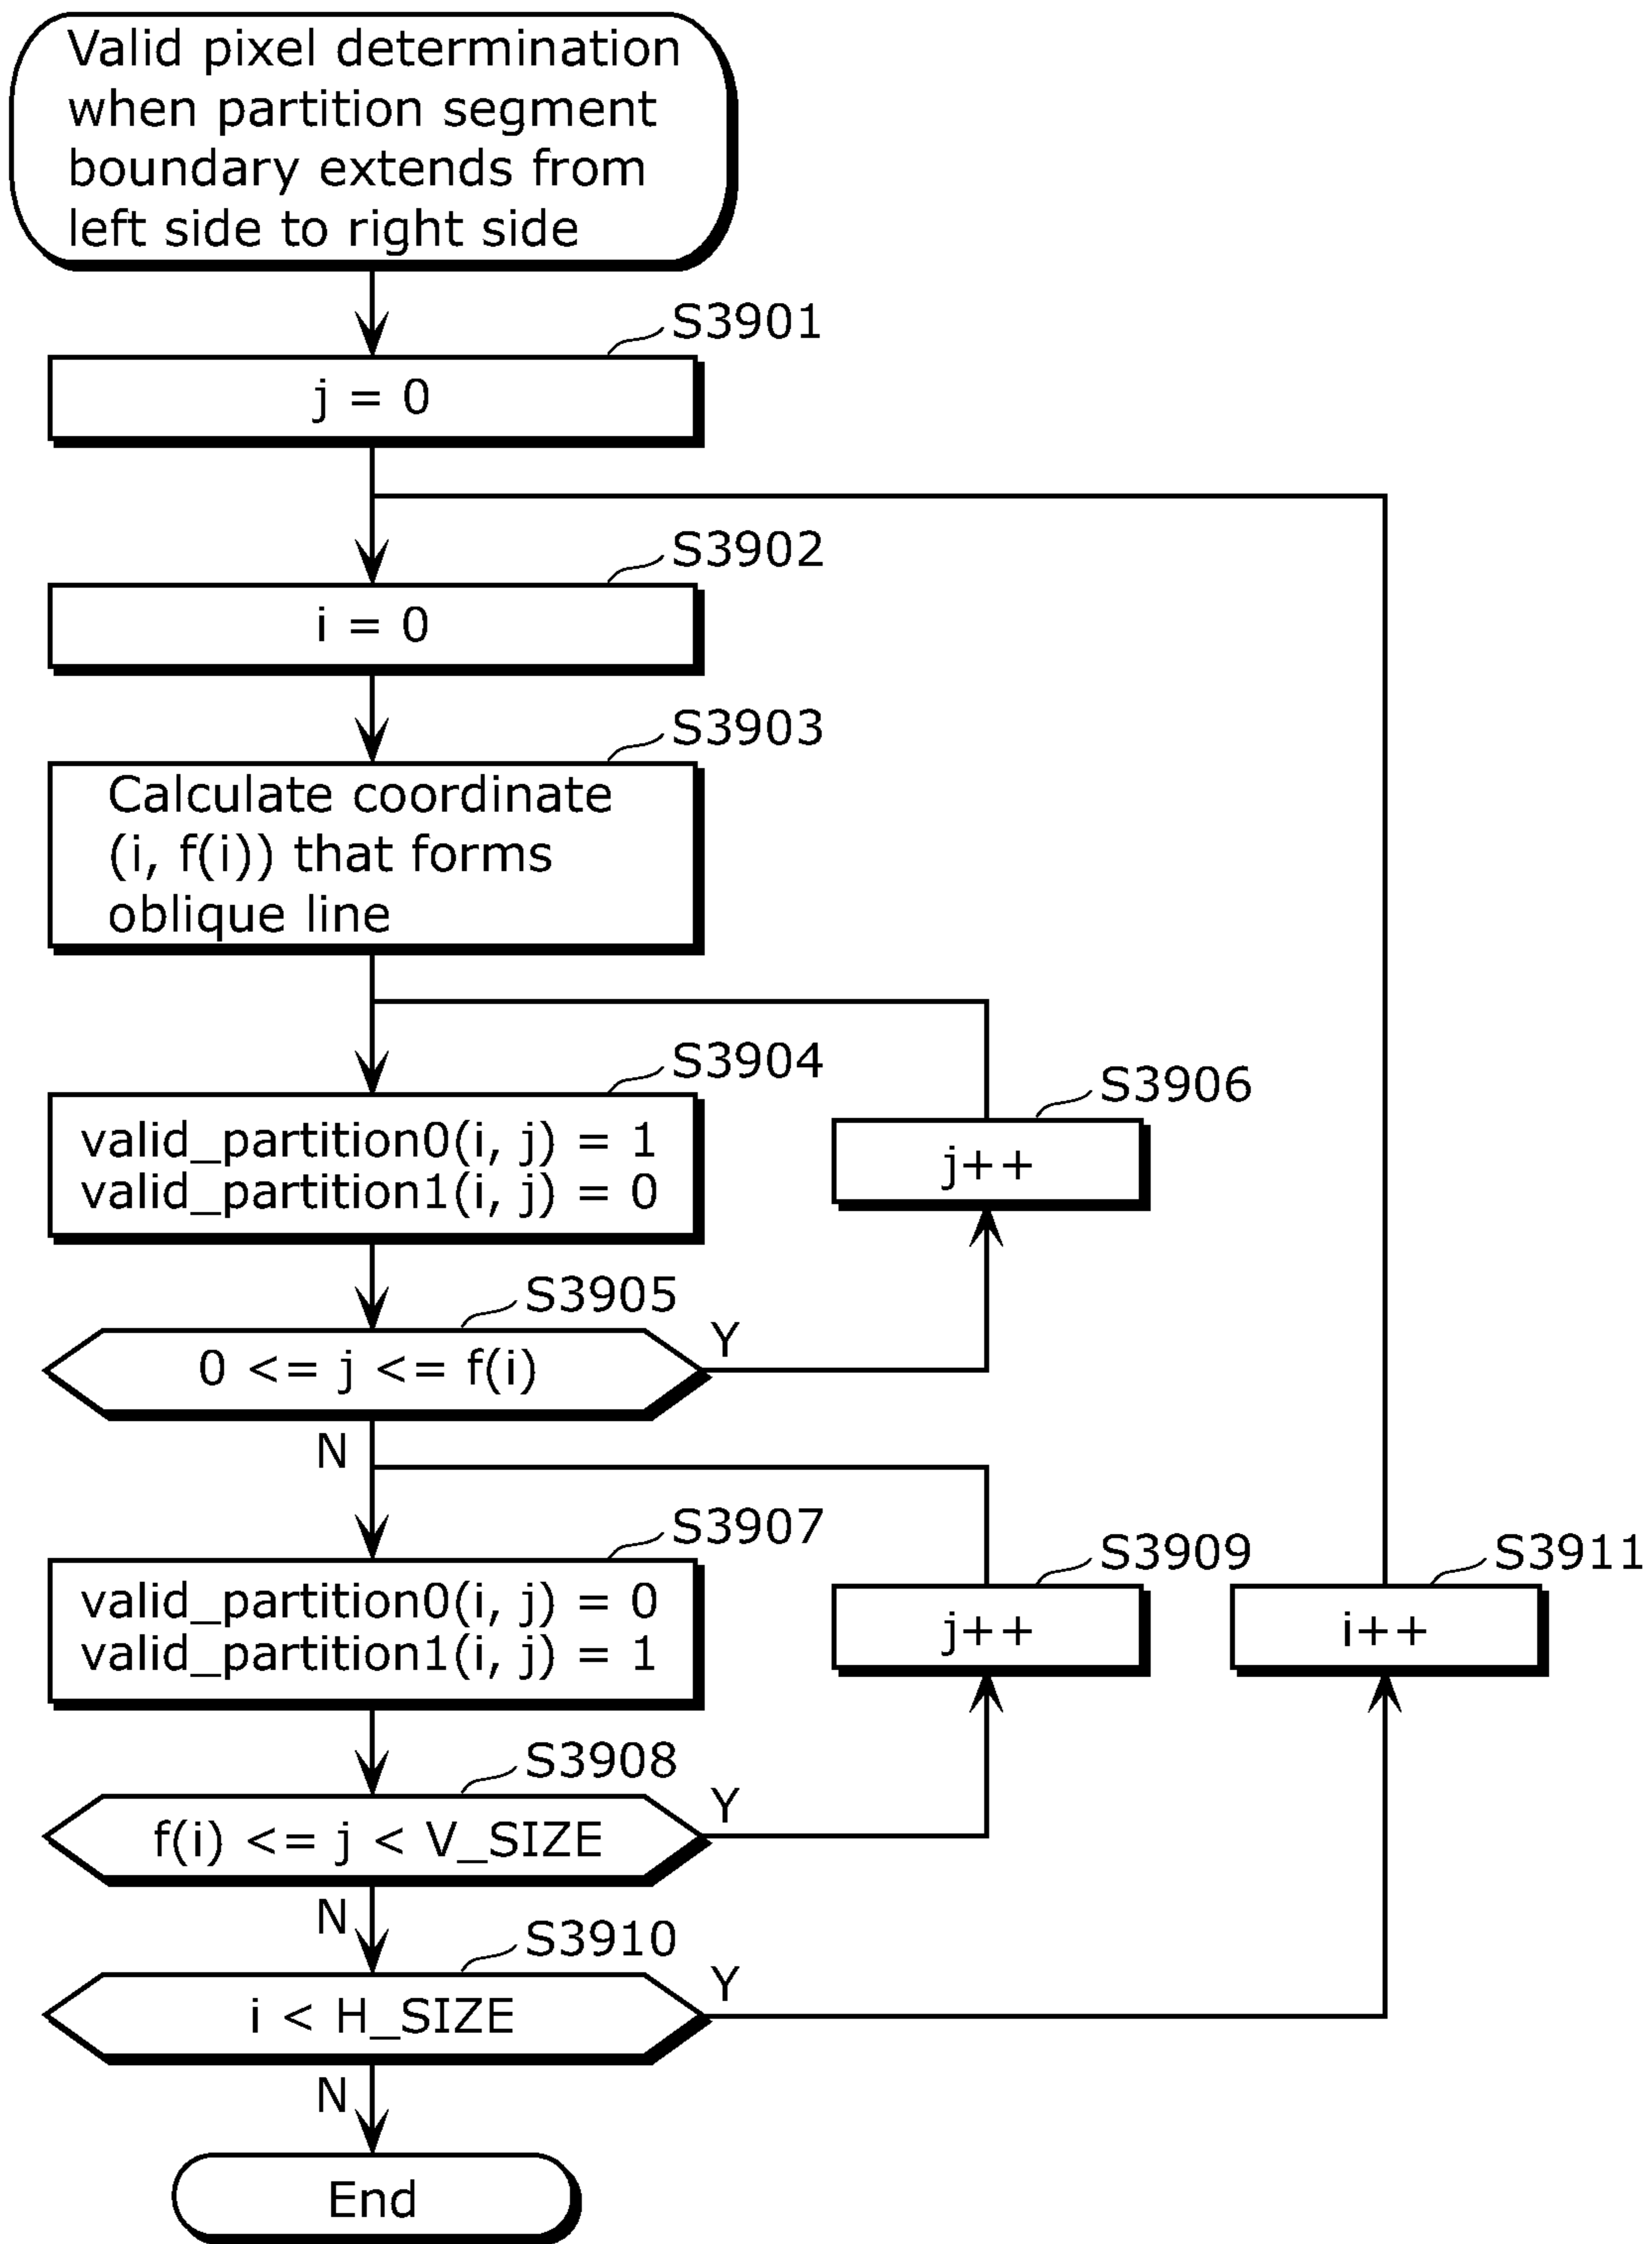 Valid pixel determination
when partition segment
boundary extends from
left side to right side
S3901
j = 0
S3902
i = 0
S3903
Calculate coordinate
(i, f(i)) that forms
oblique line
S3904
valid_partition0(i, j) = 1
valid_partition1(i, j) = 0
S3906
j++
S3905
0 <= j <= f(i)
Y
N
S3907
valid_partition0(i, j) = 0
valid_partition1(i, j) = 1
S3909
j++
S3911
i++
S3908
f(i) <= j < V_SIZE
Y
N
S3910
i < H_SIZE
Y
N
End